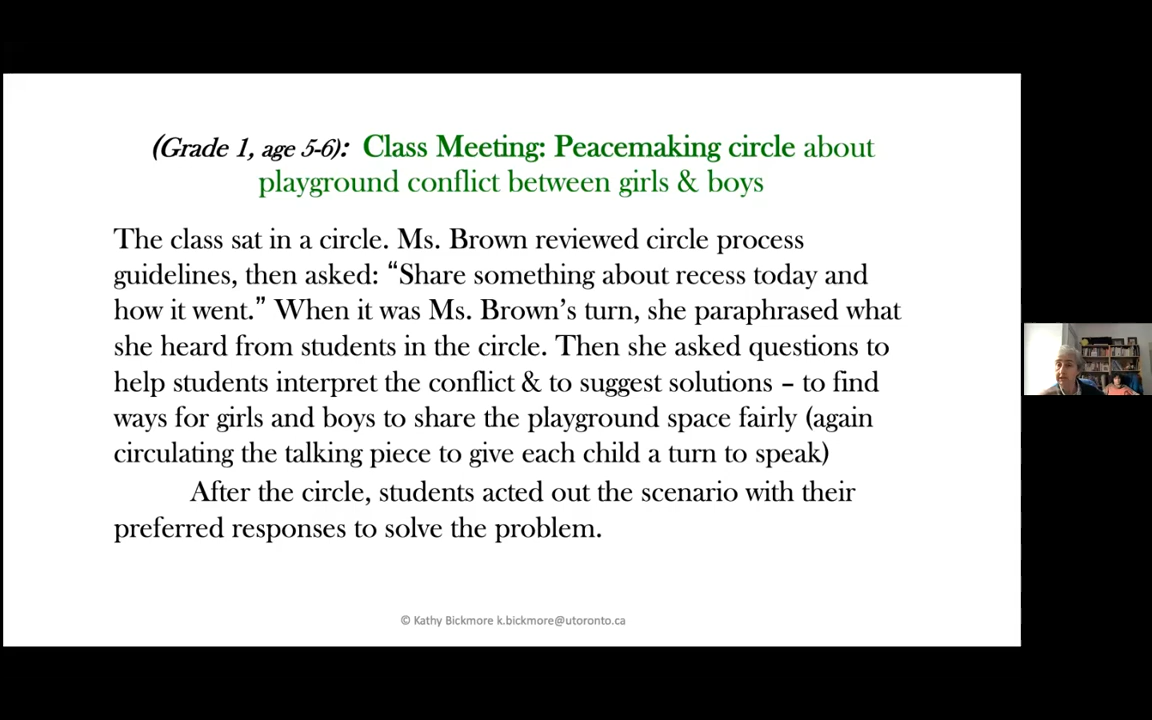 (Grade 1, age 5-6): Class Meeting: Peacemaking circle about
playground conflict between girls & boys
The class sat in a circle. Ms. Brown reviewed circle process
guidelines, then asked: “Share something about recess today and
how it went.” When it was Ms. Brown’s turn, she paraphrased what
she heard from students in the circle. Then she asked questions to
help students interpret the conflict & to suggest solutions – to find
ways for girls and boys to share the playground space fairly (again
circulating the talking piece to give each child a turn to speak)
After the circle, students acted out the scenario with their
preferred responses to solve the problem.
© Kathy Bickmore k.bickmore@utoronto.ca